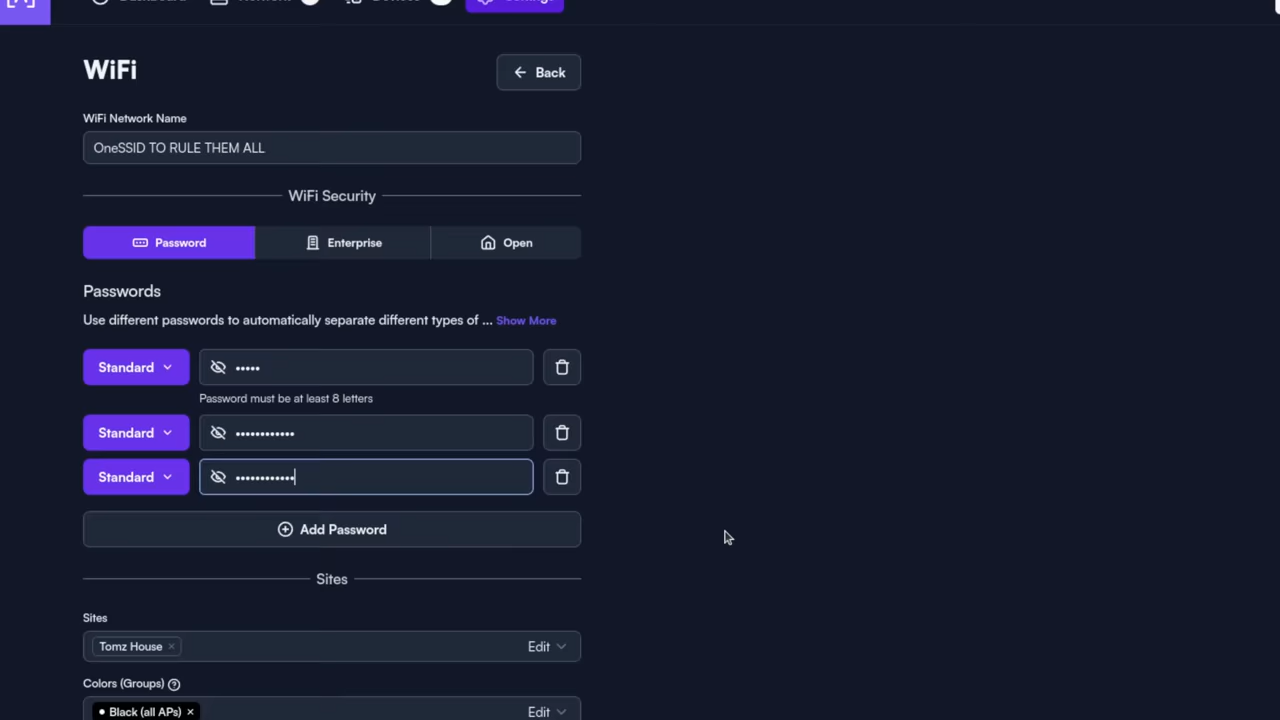 WiFi
Back
WiFi Network Name
OneSSID TO RULE THEM ALL
WiFi Security
Password Enterprise Open
Passwords
Use different passwords to automatically separate different types of ... Show More
Standard •••••
Password must be at least 8 letters
Standard ••••••••••••
Standard ••••••••••••
Add Password
Sites
Sites
Tomz House × Edit
Colors (Groups)
Black (all APs) × Edit